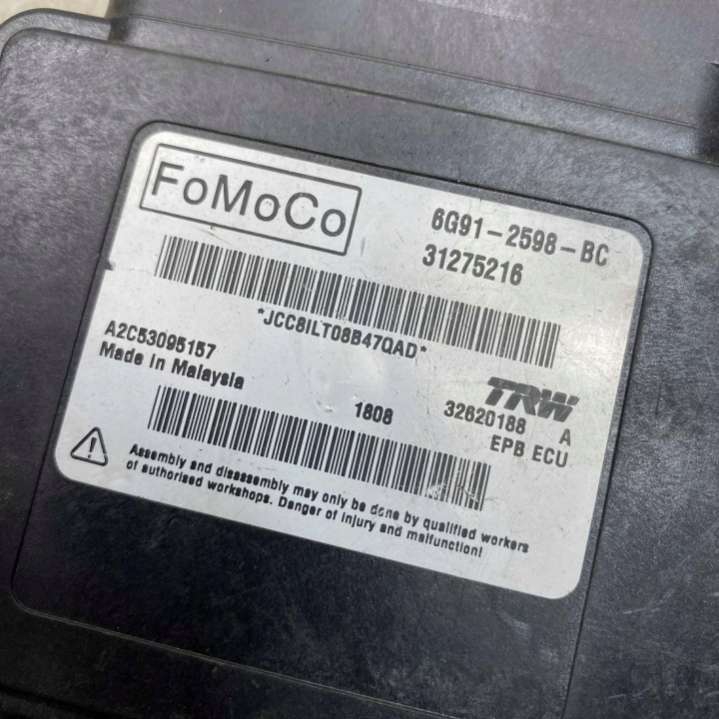 FoMoCo
6G91-2598-BC
31275216
*JCC8ILT08B47QAD*
A2C53095157
Made in Malaysia
TRW
1808
32620188 A
EPB ECU
Assembly and disassembly may only be done by qualified workers
of authorised workshops. Danger of injury and malfunction!